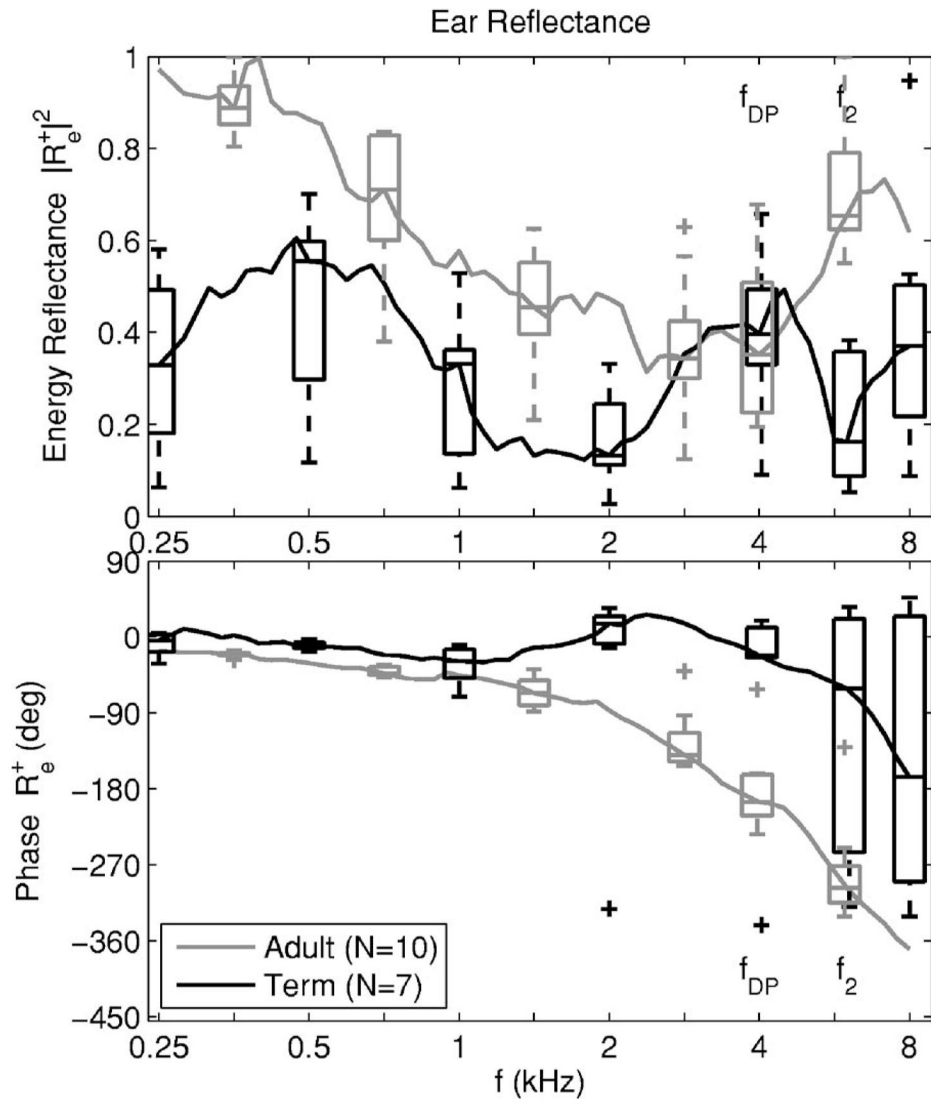 Ear Reflectance
Energy Reflectance |R_e^+|^2
1
0.8
0.6
0.4
0.2
0
f_DP
f_2
0.25
0.5
1
2
4
8
Phase R_e^+ (deg)
90
0
−90
−180
−270
−360
−450
Adult (N=10)
Term (N=7)
f_DP
f_2
0.25
0.5
1
2
4
8
f (kHz)